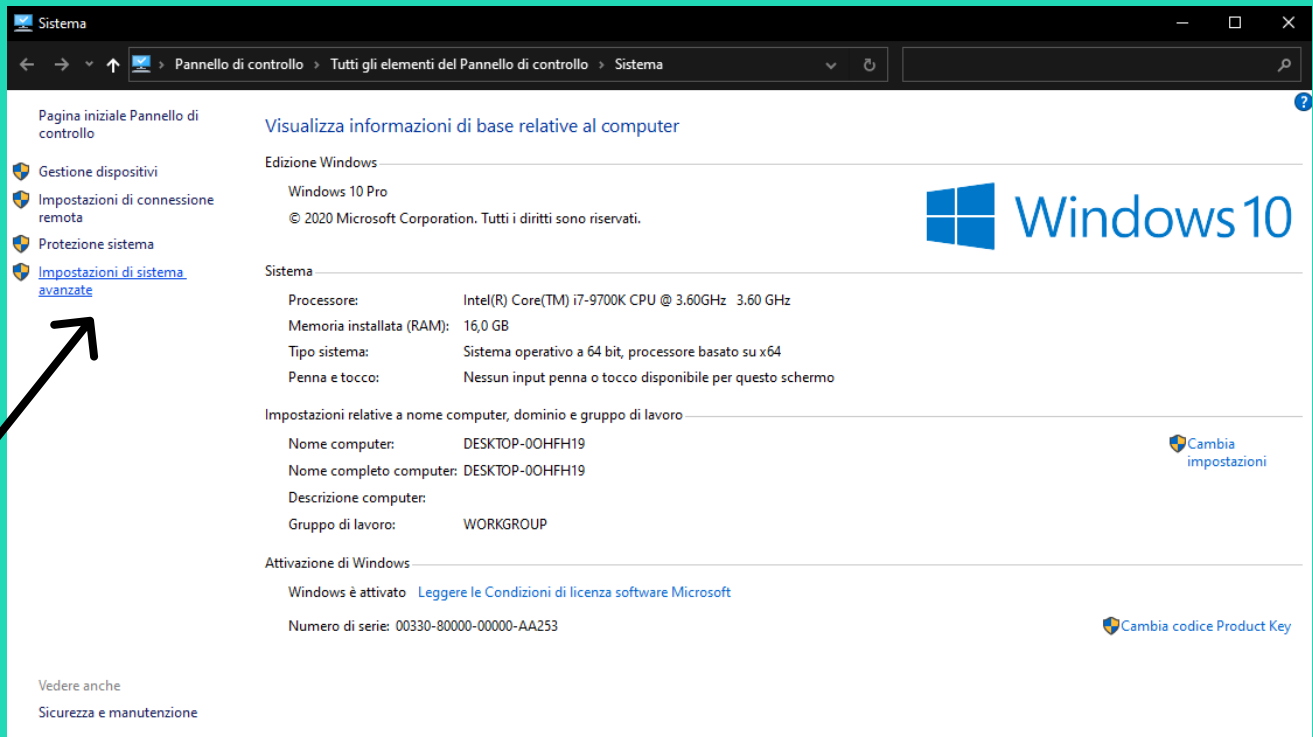 Sistema
Pannello di controllo > Tutti gli elementi del Pannello di controllo > Sistema
Pagina iniziale Pannello di
controllo
Gestione dispositivi
Impostazioni di connessione
remota
Protezione sistema
Impostazioni di sistema
avanzate
Vedere anche
Sicurezza e manutenzione
Visualizza informazioni di base relative al computer
Edizione Windows
Windows 10 Pro
© 2020 Microsoft Corporation. Tutti i diritti sono riservati.
Windows 10
Sistema
Processore: Intel(R) Core(TM) i7-9700K CPU @ 3.60GHz 3.60 GHz
Memoria installata (RAM): 16,0 GB
Tipo sistema: Sistema operativo a 64 bit, processore basato su x64
Penna e tocco: Nessun input penna o tocco disponibile per questo schermo
Impostazioni relative a nome computer, dominio e gruppo di lavoro
Nome computer: DESKTOP-0OHFH19
Nome completo computer: DESKTOP-0OHFH19
Descrizione computer:
Gruppo di lavoro: WORKGROUP
Cambia
impostazioni
Attivazione di Windows
Windows è attivato Leggere le Condizioni di licenza software Microsoft
Numero di serie: 00330-80000-00000-AA253
Cambia codice Product Key